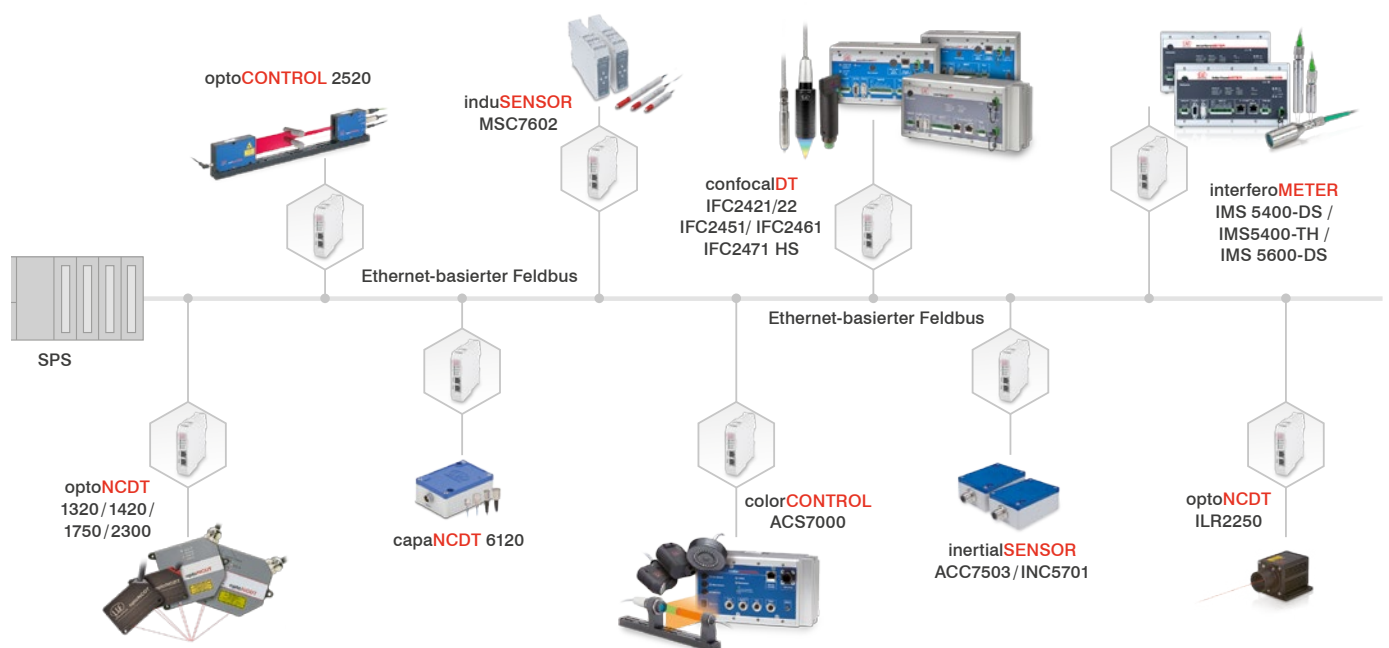 optoCONTROL 2520
induSENSOR
MSC7602
confocalDT
IFC2421/22
IFC2451/ IFC2461
IFC2471 HS
interferoMETER
IMS 5400-DS /
IMS5400-TH /
IMS 5600-DS
Ethernet-basierter Feldbus
Ethernet-basierter Feldbus
SPS
optoNCDT
1320/1420/
1750/2300
capaNCDT 6120
colorCONTROL
ACS7000
inertialSENSOR
ACC7503/INC5701
optoNCDT
ILR2250